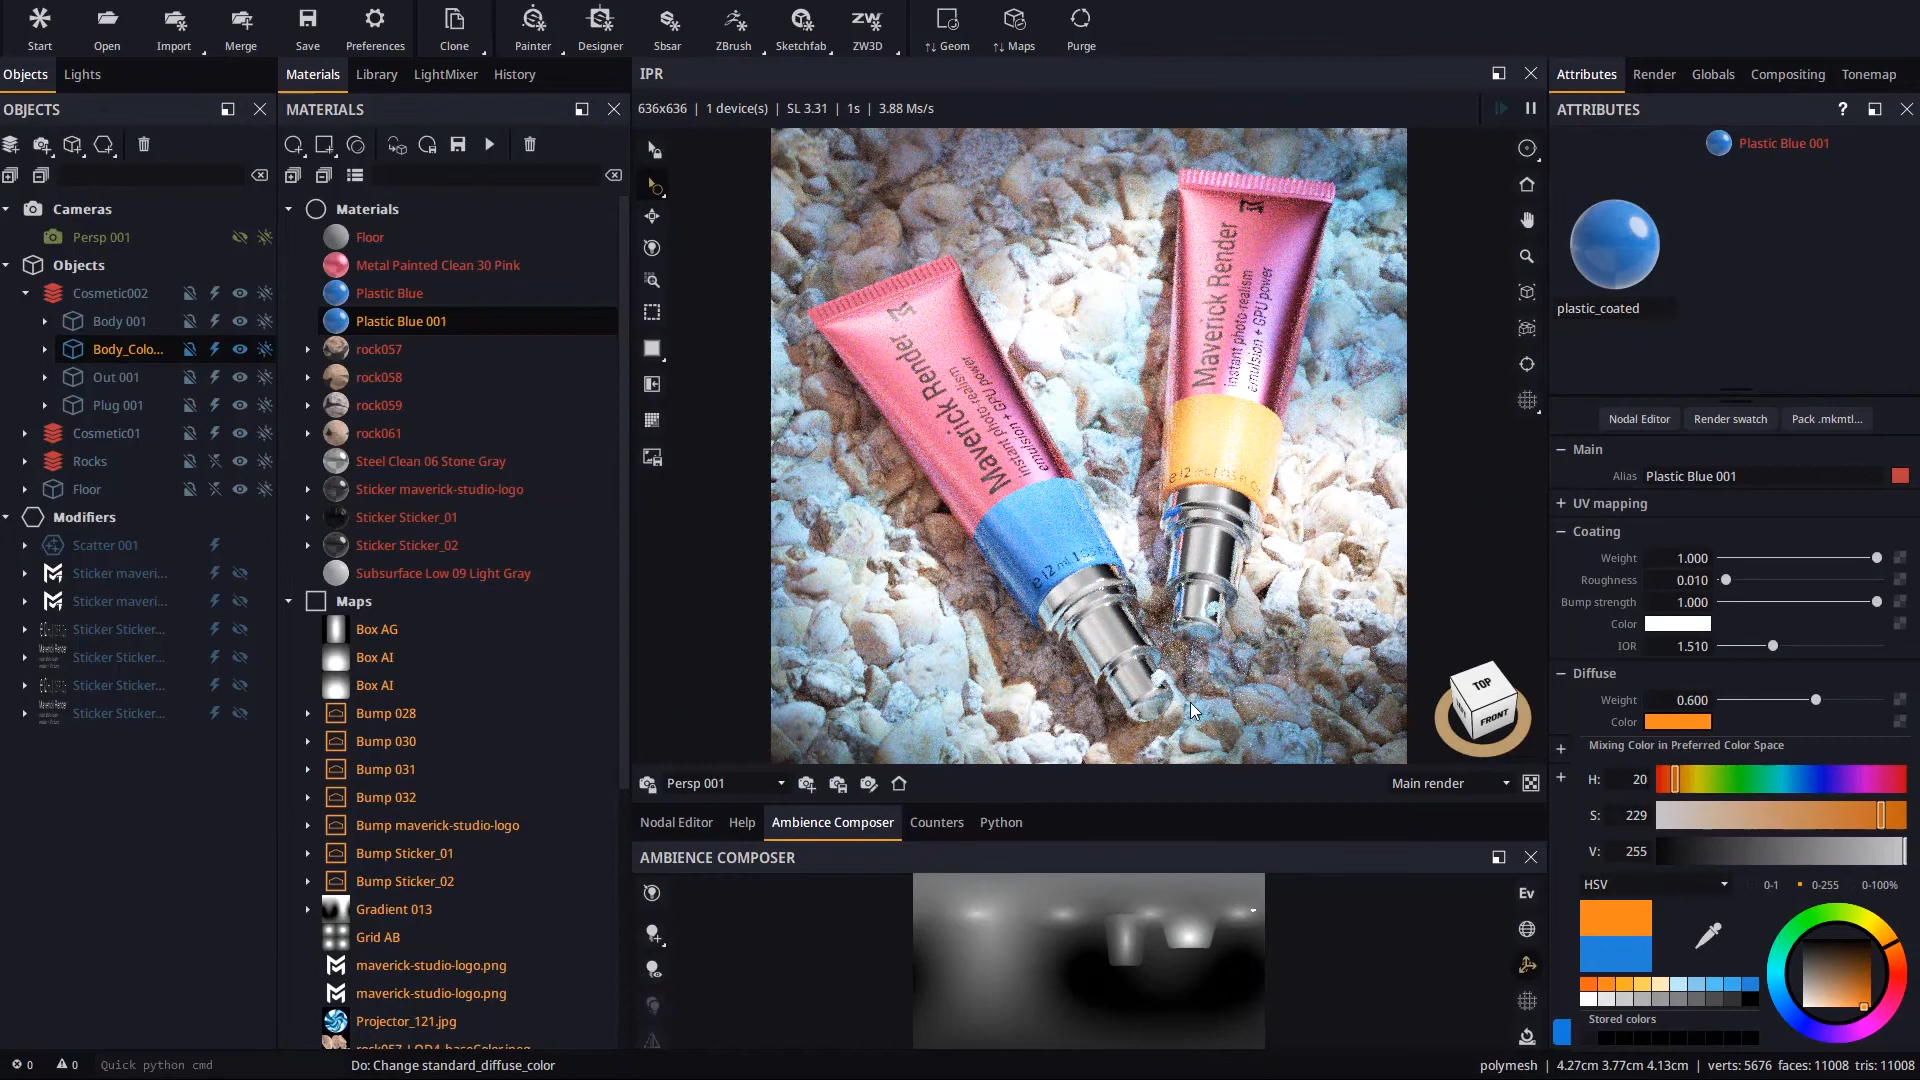 Start
Open
Import
Merge
Save
Preferences
Clone
Painter
Designer
Sbsar
ZBrush
Sketchfab
ZW
ZW3D
↑↓ Geom
↑↓ Maps
Purge
Objects
Lights
OBJECTS
Cameras
Persp 001
Objects
Cosmetic002
Body 001
Body_Colo...
Out 001
Plug 001
Cosmetic01
Rocks
Floor
Modifiers
Scatter 001
Sticker maveri...
Sticker maveri...
Sticker Sticker...
Sticker Sticker...
Sticker Sticker...
Sticker Sticker...
Materials
Library
LightMixer
History
MATERIALS
Materials
Floor
Metal Painted Clean 30 Pink
Plastic Blue
Plastic Blue 001
rock057
rock058
rock059
rock061
Steel Clean 06 Stone Gray
Sticker maverick-studio-logo
Sticker Sticker_01
Sticker Sticker_02
Subsurface Low 09 Light Gray
Maps
Box AG
Box AI
Box AI
Bump 028
Bump 030
Bump 031
Bump 032
Bump maverick-studio-logo
Bump Sticker_01
Bump Sticker_02
Gradient 013
Grid AB
maverick-studio-logo.png
maverick-studio-logo.png
Projector_121.jpg
rock057_LOD4_baseColor.jpeg
IPR
636x636 | 1 device(s) | SL 3.31 | 1s | 3.88 Ms/s
Maverick Render
instant photo-realism
emulsion + GPU power
Maverick Render
instant photo-realism
emulsion + GPU power
TOP
FRONT
Persp 001
Main render
Nodal Editor
Help
Ambience Composer
Counters
Python
AMBIENCE COMPOSER
Ev
Attributes
Render
Globals
Compositing
Tonemap
ATTRIBUTES
?
Plastic Blue 001
plastic_coated
Nodal Editor
Render swatch
Pack .mkmtl...
Main
Alias Plastic Blue 001
UV mapping
Coating
Weight 1.000
Roughness 0.010
Bump strength 1.000
Color
IOR 1.510
Diffuse
Weight 0.600
Color
Mixing Color in Preferred Color Space
H: 20
S: 229
V: 255
HSV
0-1
0-255
0-100%
Stored colors
0
0
Quick python cmd
Do: Change standard_diffuse_color
polymesh | 4.27cm 3.77cm 4.13cm | verts: 5676 faces: 11008 tris: 11008